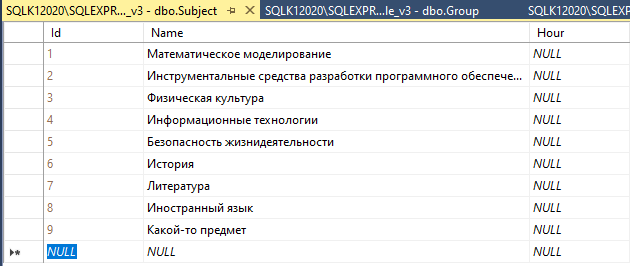 SQLK12020\SQLEXPR..._v3 - dbo.Subject SQLK12020\SQLEXPR...le_v3 - dbo.Group SQLK12020\SQLEXP
Id Name Hour
1 Математическое моделирование NULL
2 Инструментальные средства разработки программного обеспече... NULL
3 Физическая культура NULL
4 Информационные технологии NULL
5 Безопасность жизнидеятельности NULL
6 История NULL
7 Литература NULL
8 Иностранный язык NULL
9 Какой-то предмет NULL
NULL NULL NULL